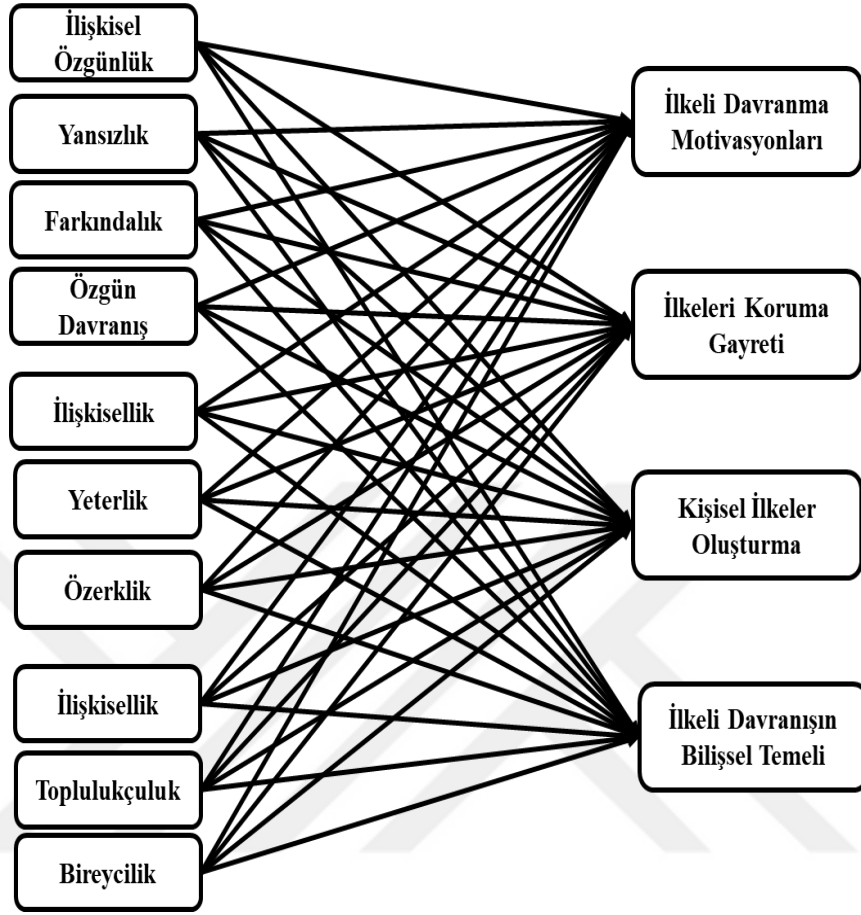 İlişkisel
Özgünlük
Yansızlık
Farkındalık
Özgün
Davranış
İlişkisellik
Yeterlik
Özerklik
İlişkisellik
Toplulukçuluk
Bireycilik
İlkeli Davranma
Motivasyonları
İlkeleri Koruma
Gayreti
Kişisel İlkeler
Oluşturma
İlkeli Davranışın
Bilişsel Temeli